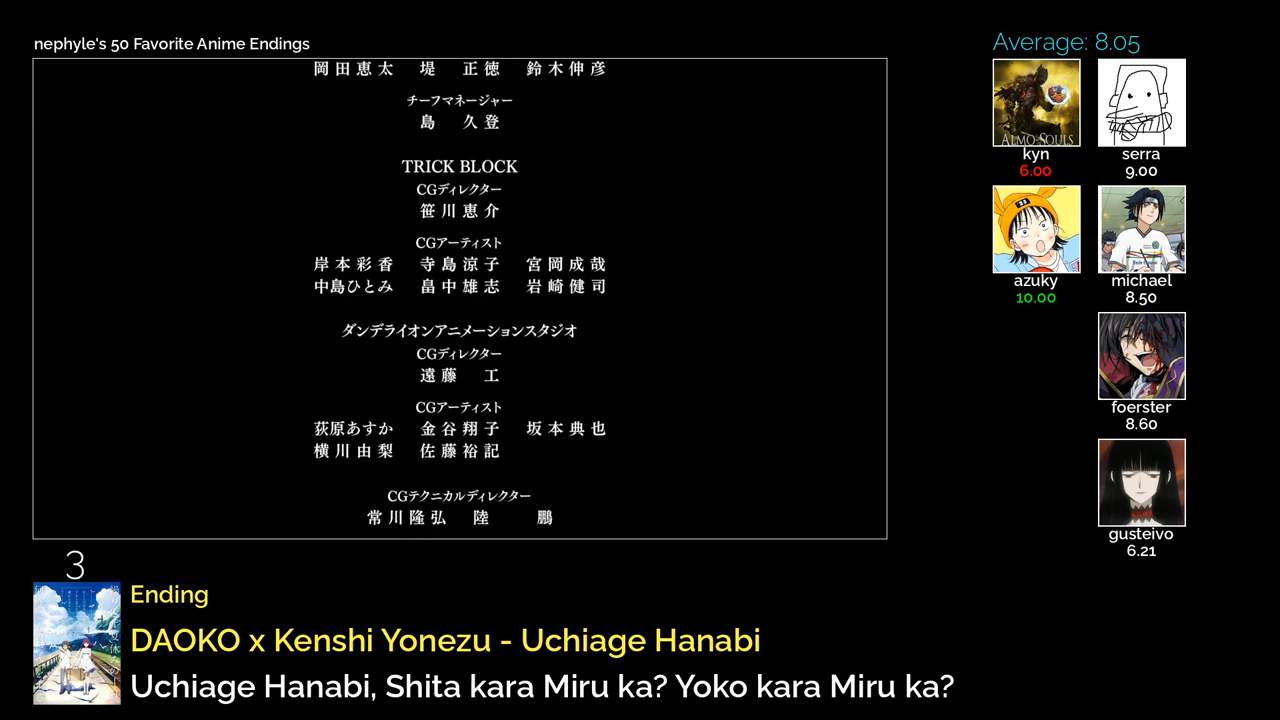 nephyle's 50 Favorite Anime Endings
Average: 8.05
岡田恵太 堤 正徳 鈴木伸彦
チーフマネージャー
島 久登
TRICK BLOCK
CGディレクター
笹川恵介
CGアーティスト
岸本彩香 寺島涼子 宮岡成哉
中島ひとみ 畠中雄志 岩崎健司
ダンデライオンアニメーションスタジオ
CGディレクター
遠藤 工
CGアーティスト
荻原あすか 金谷翔子 坂本典也
横川由梨 佐藤裕記
CGテクニカルディレクター
常川隆弘 陸 鵬
ALMO SOULS
kyn
6.00
serra
9.00
azuky
10.00
michael
8.50
foerster
8.60
gusteivo
6.21
3
Ending
DAOKO x Kenshi Yonezu - Uchiage Hanabi
Uchiage Hanabi, Shita kara Miru ka? Yoko kara Miru ka?